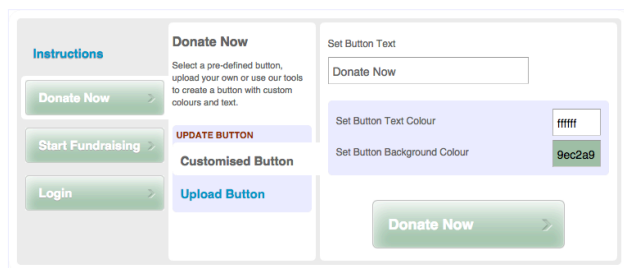 Instructions
Donate Now
Start Fundraising
Login
Donate Now
Select a pre-defined button,
upload your own or use our tools
to create a button with custom
colours and text.
UPDATE BUTTON
Customised Button
Upload Button
Set Button Text
Donate Now
Set Button Text Colour
ffffff
Set Button Background Colour
9ec2a9
Donate Now